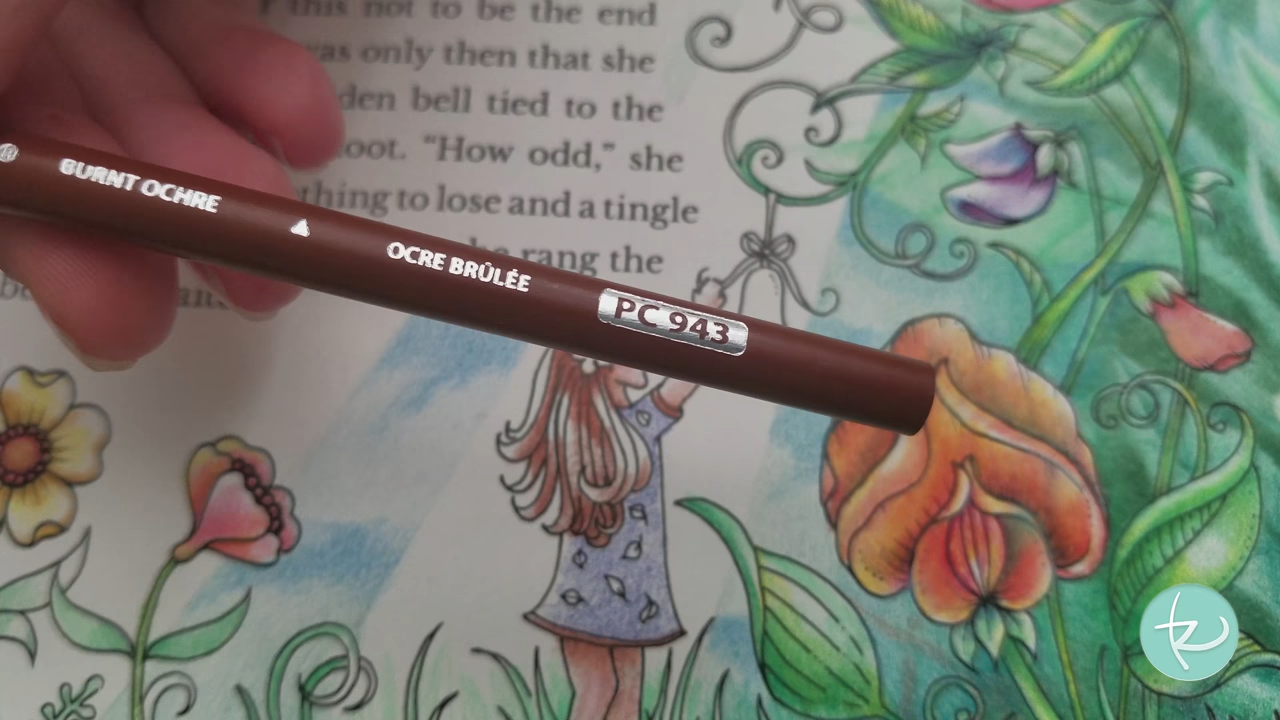 this not to be the end
was only then that she
den bell tied to the
oot. “How odd,” she
thing to lose and a tingle
rang the
BURNT OCHRE
OCRE BRÛLÉE
PC 943